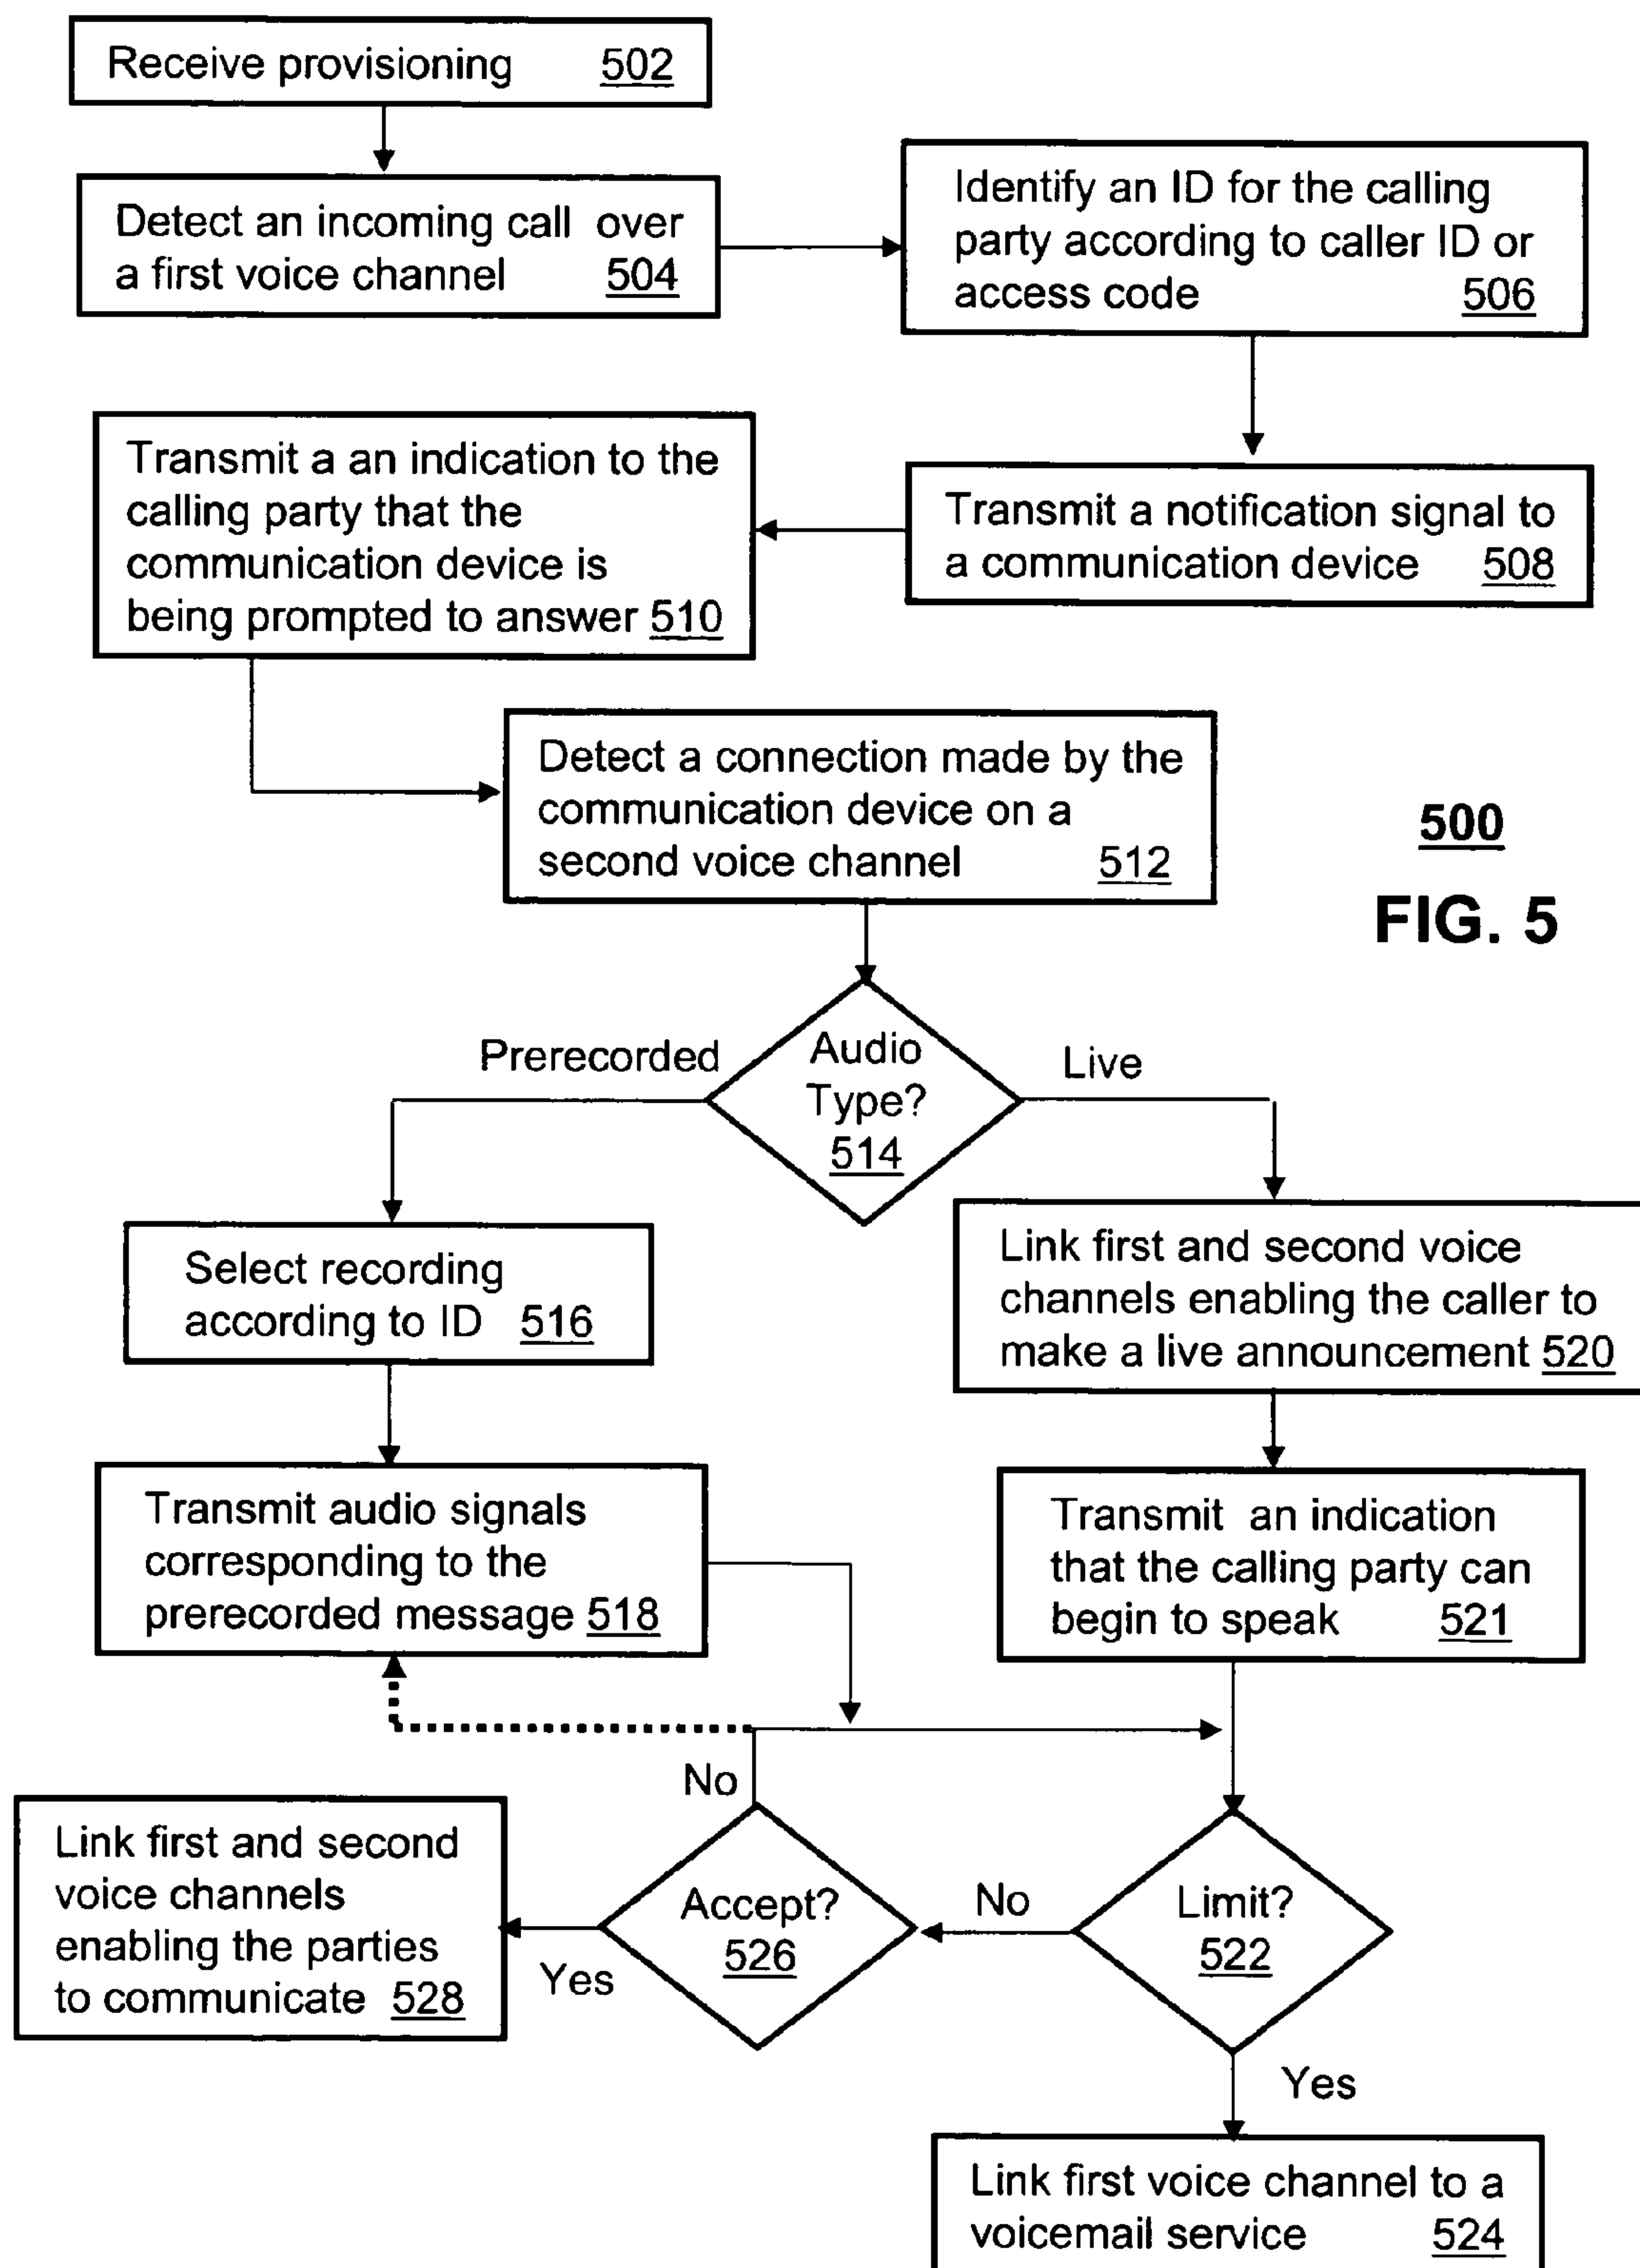 Receive provisioning 502
Detect an incoming call over
a first voice channel 504
Identify an ID for the calling
party according to caller ID or
access code 506
Transmit a notification signal to
a communication device 508
Transmit a an indication to the
calling party that the
communication device is
being prompted to answer 510
Detect a connection made by the
communication device on a
second voice channel 512
500
FIG. 5
Audio
Type?
514
Prerecorded
Live
Select recording
according to ID 516
Link first and second voice
channels enabling the caller to
make a live announcement 520
Transmit audio signals
corresponding to the
prerecorded message 518
Transmit an indication
that the calling party can
begin to speak 521
No
Link first and second
voice channels
enabling the parties
to communicate 528
Accept?
526
Yes
No
Limit?
522
Yes
Link first voice channel to a
voicemail service 524